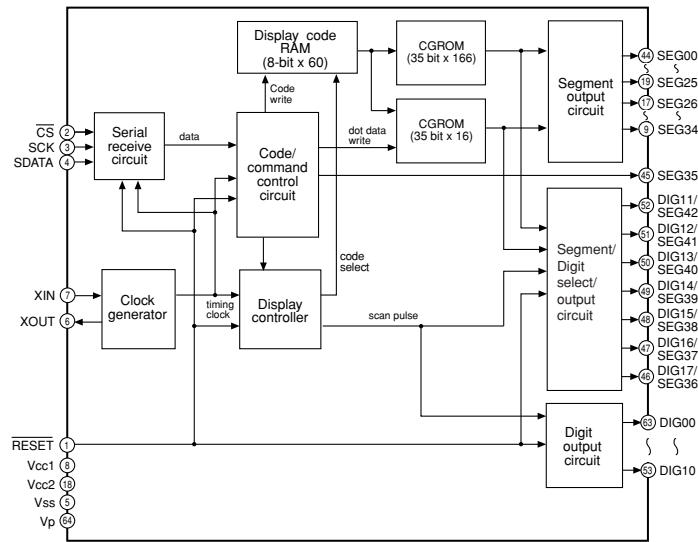 Display code
RAM
(8-bit x 60)
CGROM
(35 bit x 166)
Segment
output
circuit
44 SEG00
19 SEG25
17 SEG26
9 SEG34
Code
write
CS 2
SCK 3
SDATA 4
Serial
receive
circuit
data
Code/
command
control
circuit
dot data
write
CGROM
(35 bit x 16)
45 SEG35
Segment/
Digit
select/
output
circuit
52 DIG11/
SEG42
51 DIG12/
SEG41
50 DIG13/
SEG40
49 DIG14/
SEG39
48 DIG15/
SEG38
47 DIG16/
SEG37
46 DIG17/
SEG36
code
select
XIN 7
XOUT 6
Clock
generator
timing
clock
Display
controller
scan pulse
RESET 1
Vcc1 8
Vcc2 18
Vss 5
Vp 64
Digit
output
circuit
63 DIG00
53 DIG10